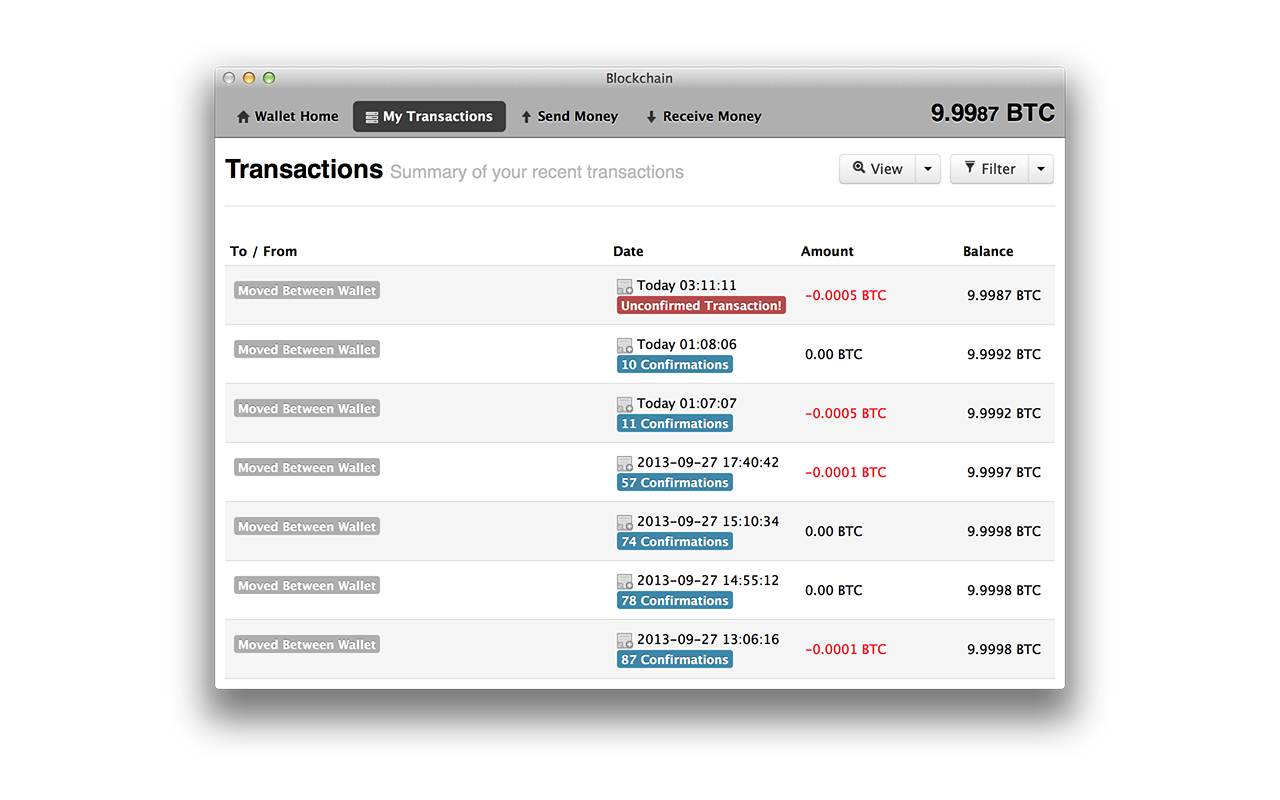 Blockchain
Wallet Home My Transactions Send Money Receive Money 9.9987 BTC
Transactions Summary of your recent transactions View Filter
To / From Date Amount Balance
Moved Between Wallet Today 03:11:11 -0.0005 BTC 9.9987 BTC
Unconfirmed Transaction!
Moved Between Wallet Today 01:08:06 0.00 BTC 9.9992 BTC
10 Confirmations
Moved Between Wallet Today 01:07:07 -0.0005 BTC 9.9992 BTC
11 Confirmations
Moved Between Wallet 2013-09-27 17:40:42 -0.0001 BTC 9.9997 BTC
57 Confirmations
Moved Between Wallet 2013-09-27 15:10:34 0.00 BTC 9.9998 BTC
74 Confirmations
Moved Between Wallet 2013-09-27 14:55:12 0.00 BTC 9.9998 BTC
78 Confirmations
Moved Between Wallet 2013-09-27 13:06:16 -0.0001 BTC 9.9998 BTC
87 Confirmations